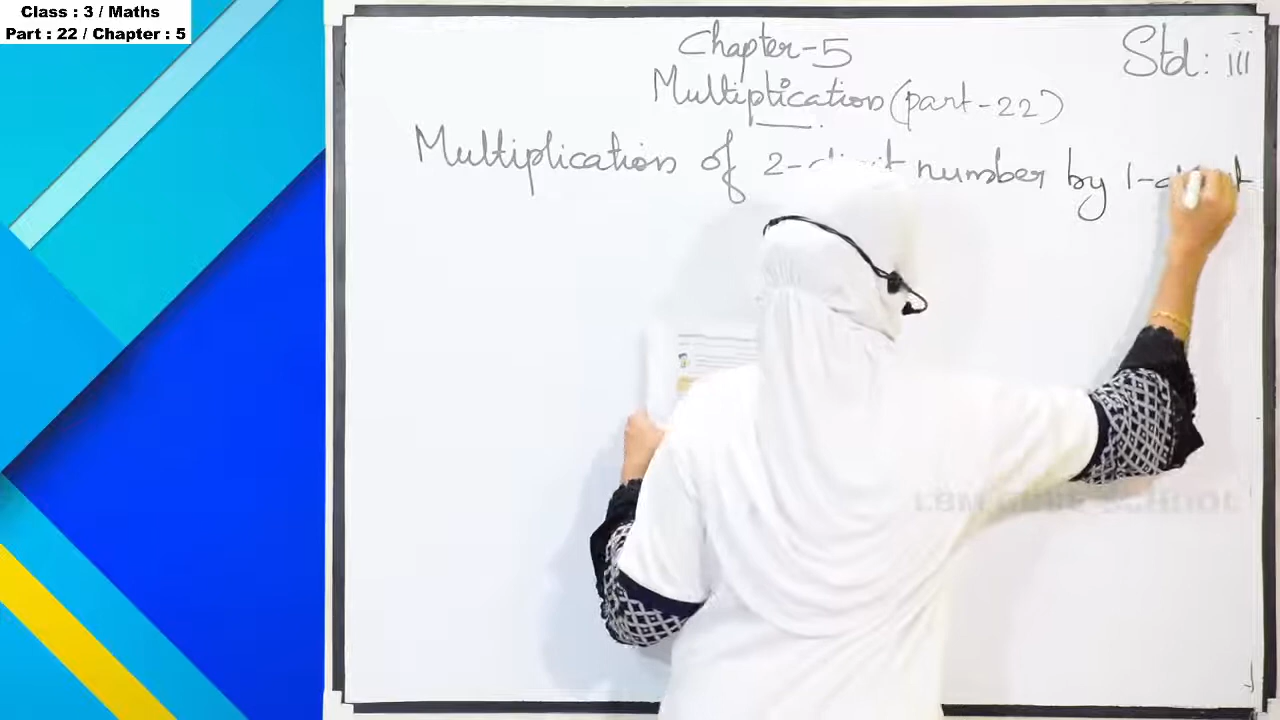 Class : 3 / Maths
Part : 22 / Chapter : 5
Chapter-5
Std: iii
Multiplication (part-22)
Multiplication of 2-digit number by 1-digit